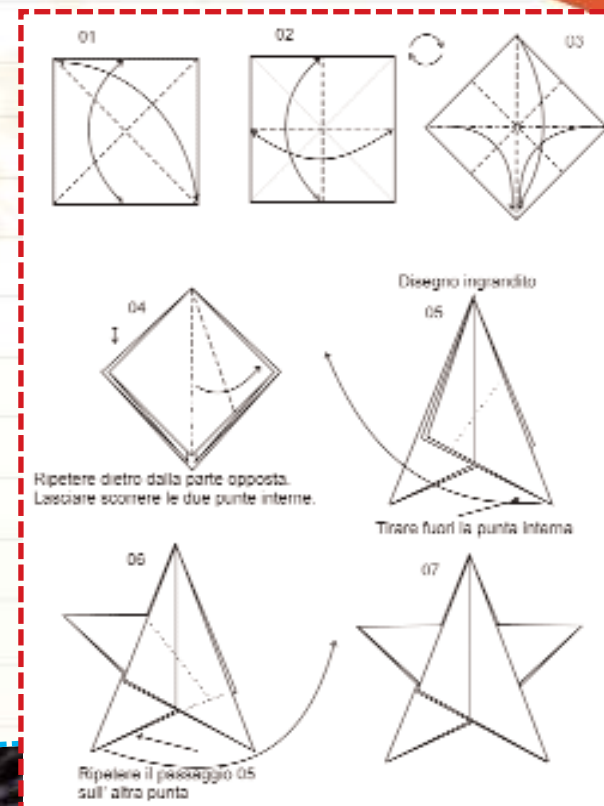 01
02
03
04
Disegno ingrandito
05
Ripetere dietro dalla parte opposta.
Lasciare scorrere le due punte interne.
Tirare fuori la punta interna
06
07
Ripetere il passaggio 05
sull' altra punta